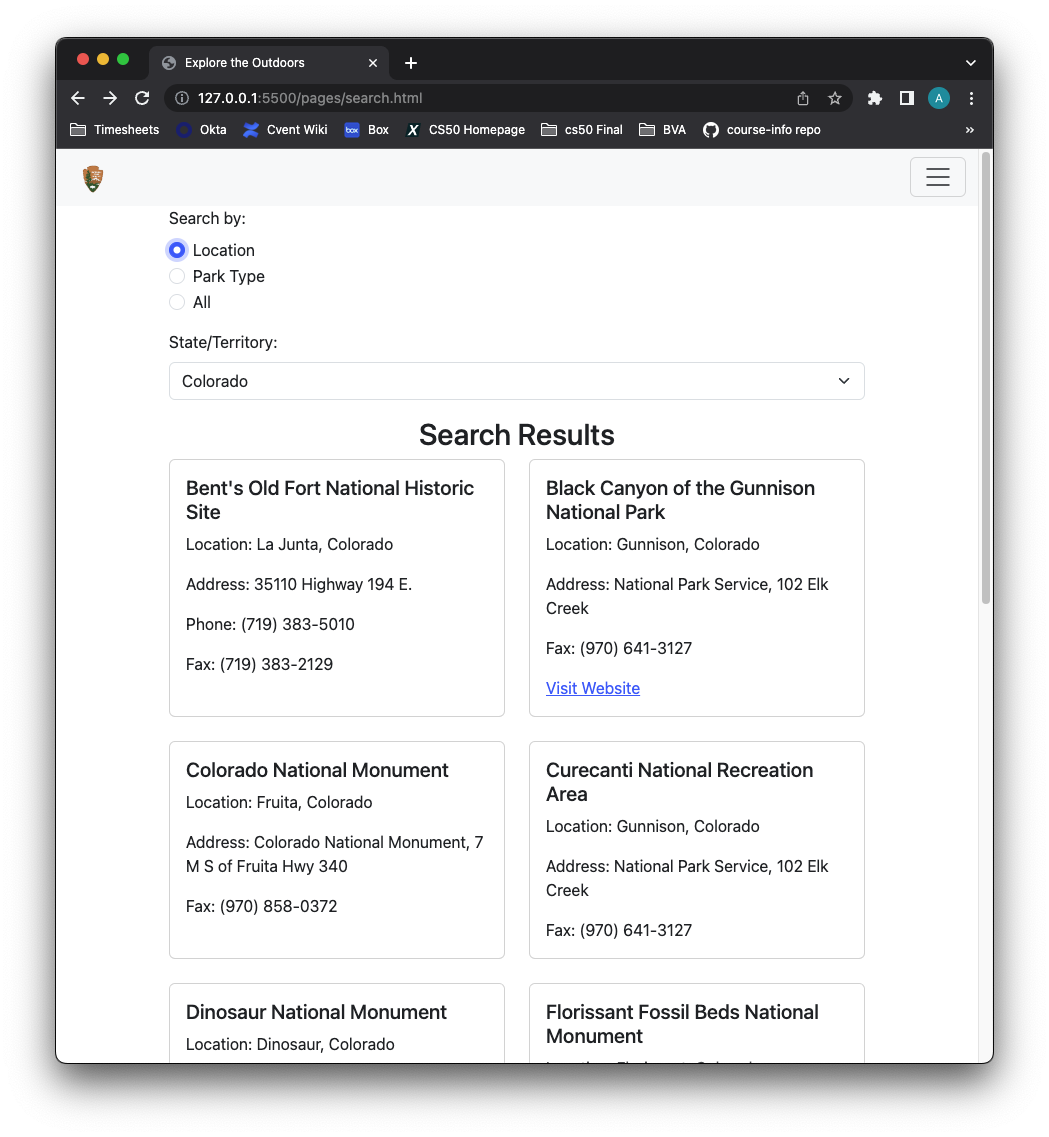 Explore the Outdoors
127.0.0.1:5500/pages/search.html
A
Timesheets
Okta
Cvent Wiki
box
Box
X
CS50 Homepage
cs50 Final
BVA
course-info repo
»
Search by:
Location
Park Type
All
State/Territory:
Colorado
Search Results
Bent's Old Fort National Historic
Site
Location: La Junta, Colorado
Address: 35110 Highway 194 E.
Phone: (719) 383-5010
Fax: (719) 383-2129
Black Canyon of the Gunnison
National Park
Location: Gunnison, Colorado
Address: National Park Service, 102 Elk
Creek
Fax: (970) 641-3127
Visit Website
Colorado National Monument
Location: Fruita, Colorado
Address: Colorado National Monument, 7
M S of Fruita Hwy 340
Fax: (970) 858-0372
Curecanti National Recreation
Area
Location: Gunnison, Colorado
Address: National Park Service, 102 Elk
Creek
Fax: (970) 641-3127
Dinosaur National Monument
Location: Dinosaur, Colorado
Florissant Fossil Beds National
Monument